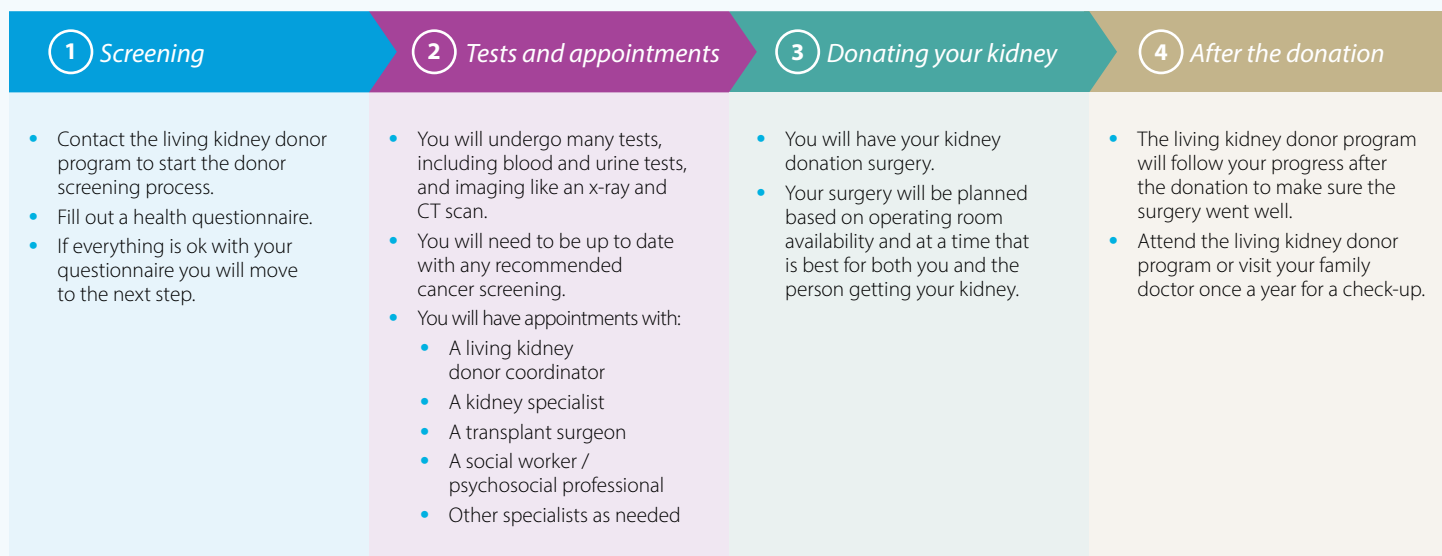 1 Screening
• Contact the living kidney donor
program to start the donor
screening process.
• Fill out a health questionnaire.
• If everything is ok with your
questionnaire you will move
to the next step.
2 Tests and appointments
• You will undergo many tests,
including blood and urine tests,
and imaging like an x-ray and
CT scan.
• You will need to be up to date
with any recommended
cancer screening.
• You will have appointments with:
• A living kidney
donor coordinator
• A kidney specialist
• A transplant surgeon
• A social worker /
psychosocial professional
• Other specialists as needed
3 Donating your kidney
• You will have your kidney
donation surgery.
• Your surgery will be planned
based on operating room
availability and at a time that
is best for both you and the
person getting your kidney.
4 After the donation
• The living kidney donor program
will follow your progress after
the donation to make sure the
surgery went well.
• Attend the living kidney donor
program or visit your family
doctor once a year for a check-up.